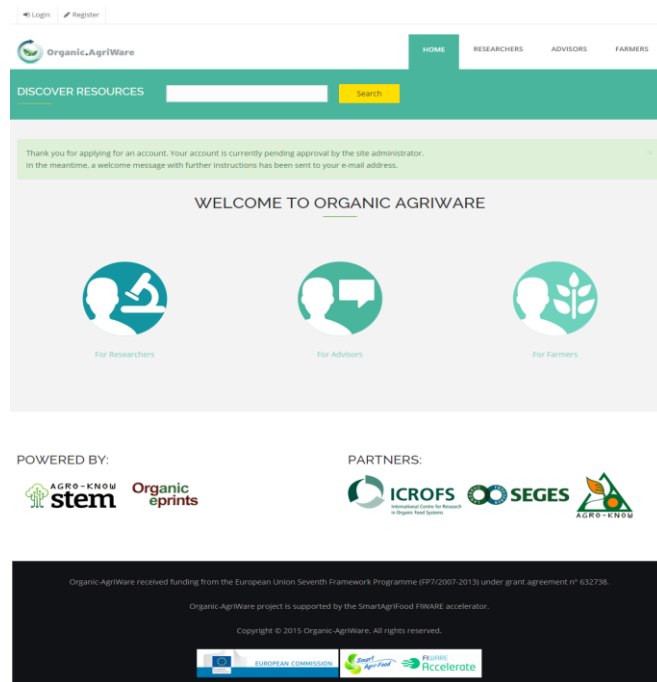 Login Register
Organic.AgriWare
HOME RESEARCHERS ADVISORS FARMERS
DISCOVER RESOURCES Search
Thank you for applying for an account. Your account is currently pending approval by the site administrator.
In the meantime, a welcome message with further instructions has been sent to your e-mail address.
WELCOME TO ORGANIC AGRIWARE
For Researchers For Advisors For Farmers
POWERED BY: PARTNERS:
AGRO-KNOW
stem
Organic
eprints
ICROFS
International Centre for Research
in Organic Food Systems
SEGES
AGRO-KNOW
Organic-AgriWare received funding from the European Union Seventh Framework Programme (FP7/2007-2013) under grant agreement n° 632738.
Organic-AgriWare project is supported by the SmartAgriFood FIWARE accelerator.
Copyright © 2015 Organic-AgriWare. All rights reserved.
EUROPEAN COMMISSION
Smart
Agri-Food
FIWARE
Accelerate